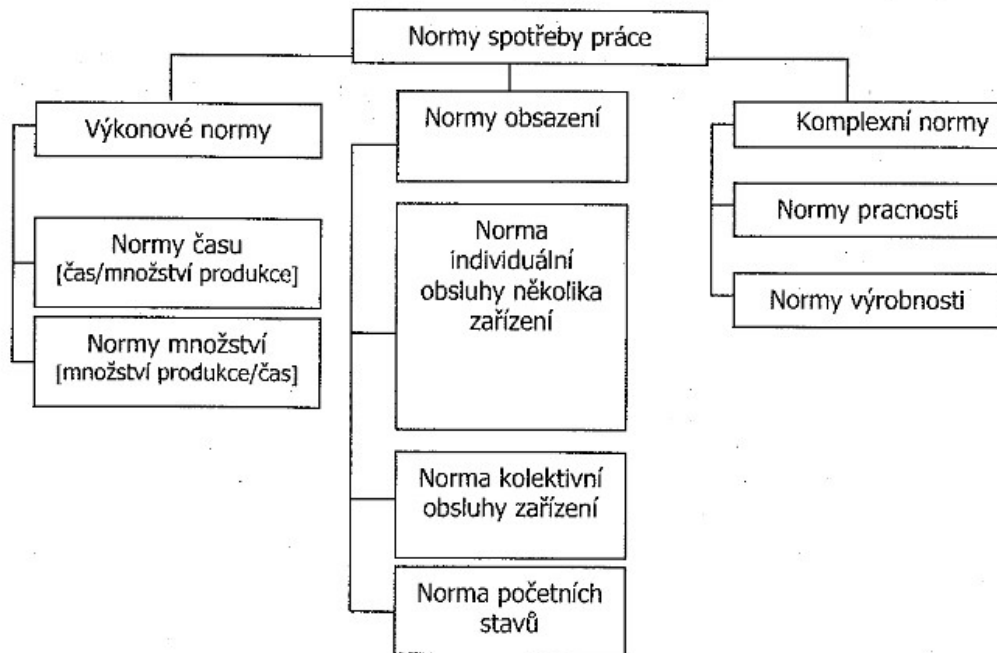 Normy spotřeby práce
Výkonové normy
Normy času
[čas/množství produkce]
Normy množství
[množství produkce/čas]
Normy obsazení
Norma
individuální
obsluhy několika
zařízení
Norma kolektivní
obsluhy zařízení
Norma početních
stavů
Komplexní normy
Normy pracnosti
Normy výrobnosti